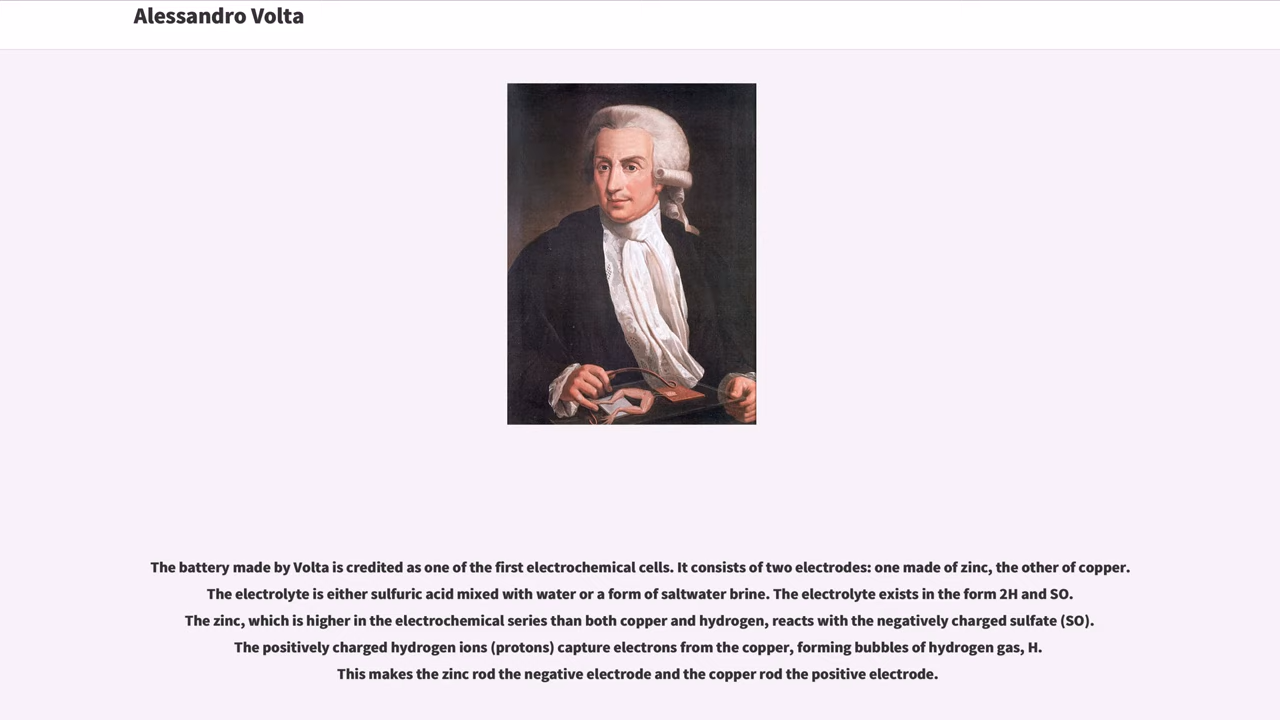 Alessandro Volta
The battery made by Volta is credited as one of the first electrochemical cells. It consists of two electrodes: one made of zinc, the other of copper.
The electrolyte is either sulfuric acid mixed with water or a form of saltwater brine. The electrolyte exists in the form 2H and SO.
The zinc, which is higher in the electrochemical series than both copper and hydrogen, reacts with the negatively charged sulfate (SO).
The positively charged hydrogen ions (protons) capture electrons from the copper, forming bubbles of hydrogen gas, H.
This makes the zinc rod the negative electrode and the copper rod the positive electrode.